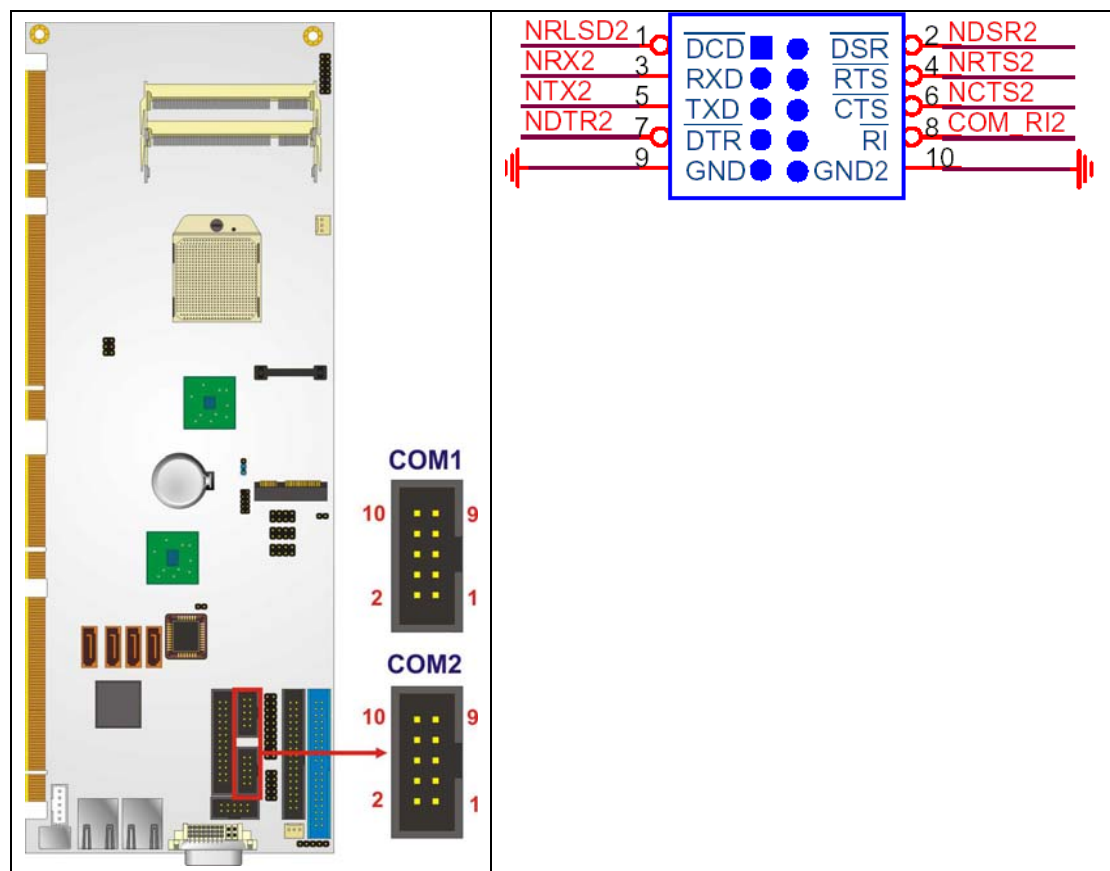 NRLSD2 1 DCD DSR 2 NDSR2
NRX2 3 RXD RTS 4 NRTS2
NTX2 5 TXD CTS 6 NCTS2
NDTR2 7 DTR RI 8 COM_RI2
9 GND GND2 10
COM1
10 9
2 1
COM2
10 9
2 1